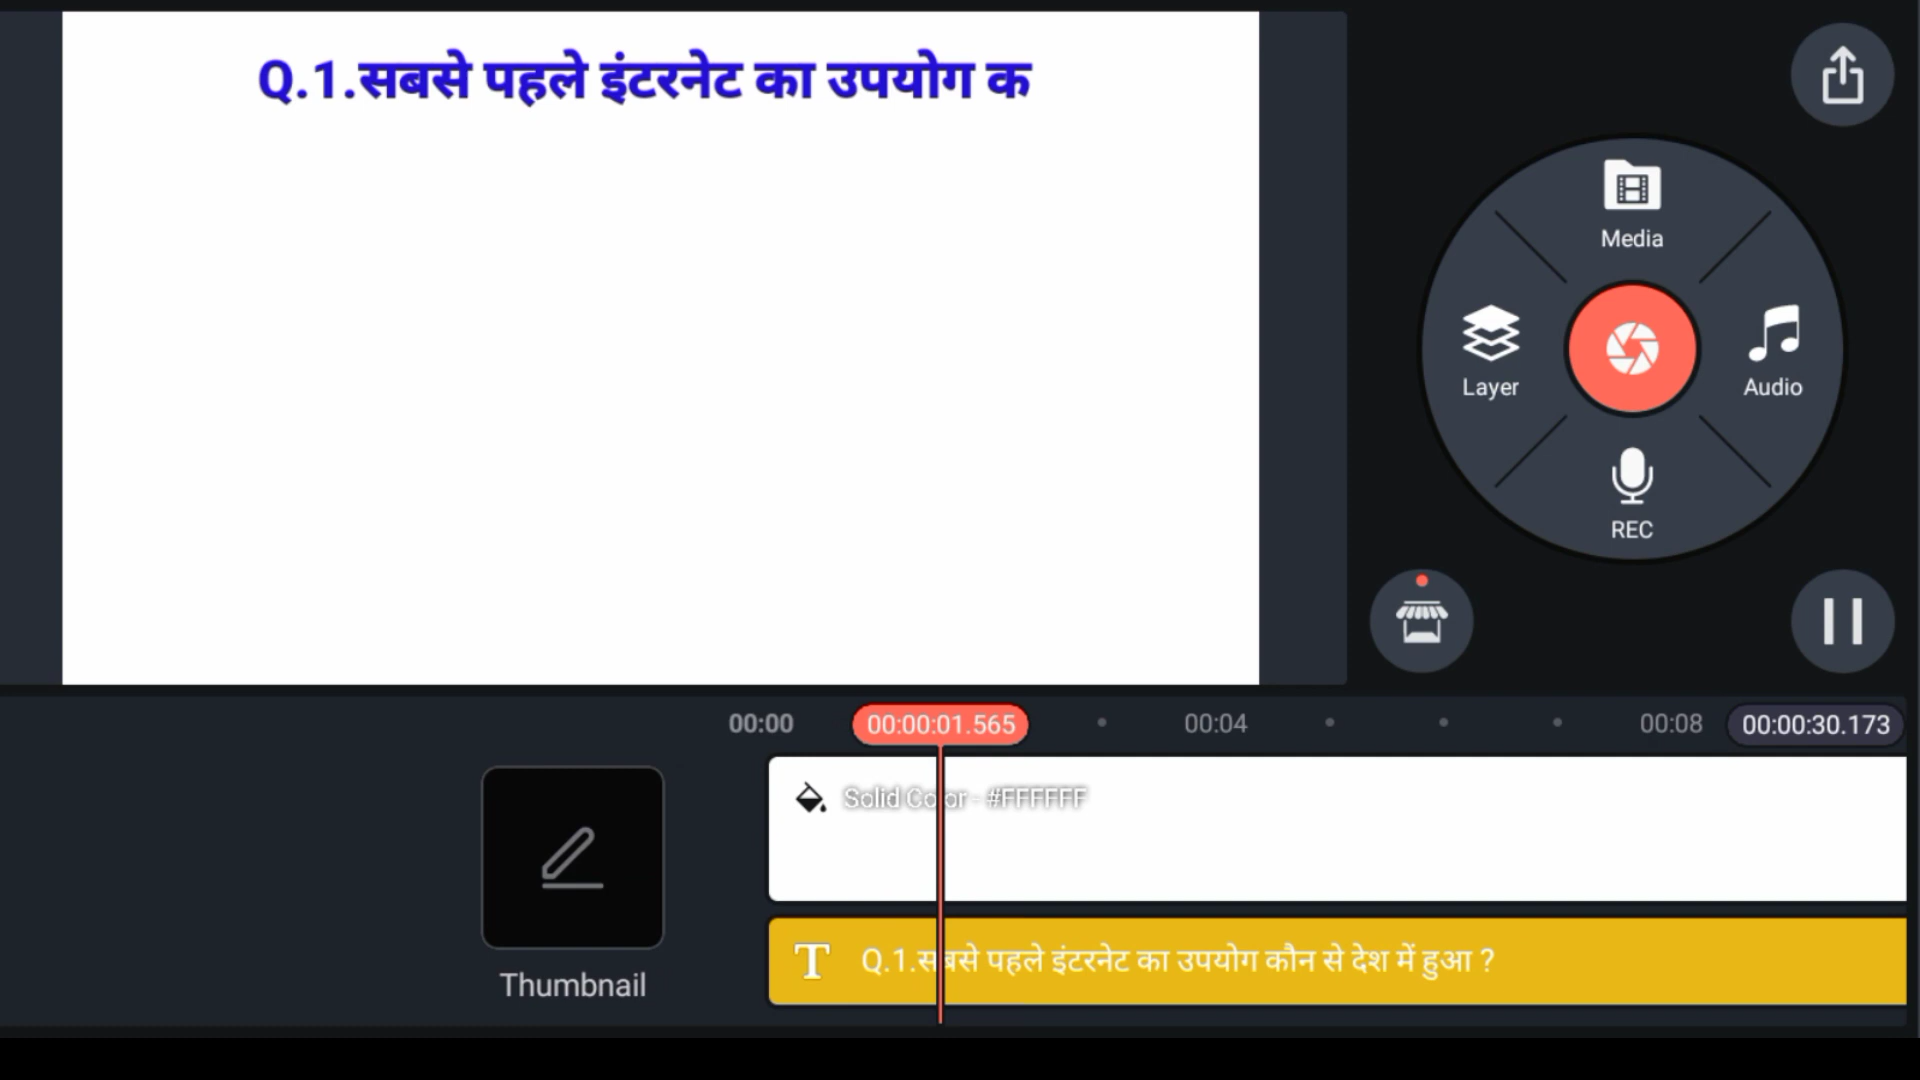 Q.1.सबसे पहले इंटरनेट का उपयोग क
Media
Layer
Audio
REC
00:00
00:00:01.565
00:04
00:08
00:00:30.173
Solid Color - #FFFFFF
Q.1.सबसे पहले इंटरनेट का उपयोग कौन से देश में हुआ ?
Thumbnail